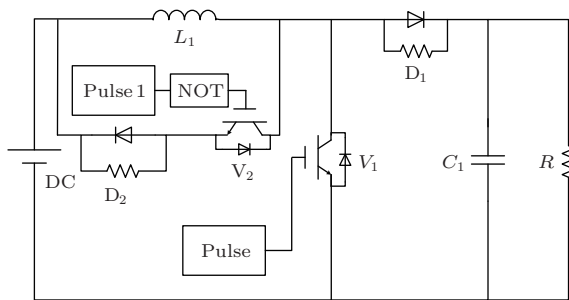 L₁
D₁
Pulse 1
NOT
V₂
D₂
DC
V₁
C₁
R
Pulse